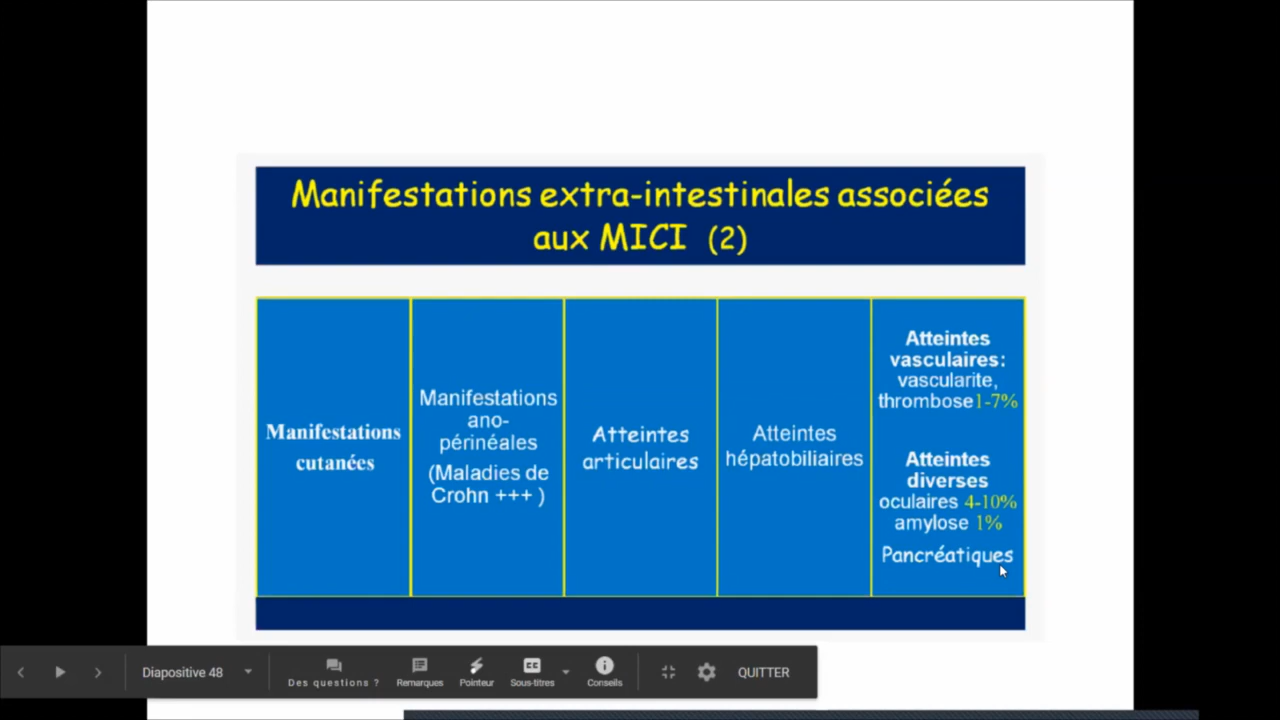 Manifestations extra-intestinales associées
aux MICI (2)
Manifestations
cutanées
Manifestations
ano-
périnéales
(Maladies de
Crohn +++ )
Atteintes
articulaires
Atteintes
hépatobiliaires
Atteintes
vasculaires:
vascularite,
thrombose1-7%
Atteintes
diverses
oculaires 4-10%
amylose 1%
Pancréatiques
Diapositive 48
Des questions ?
Remarques
Pointeur
Sous-titres
Conseils
QUITTER